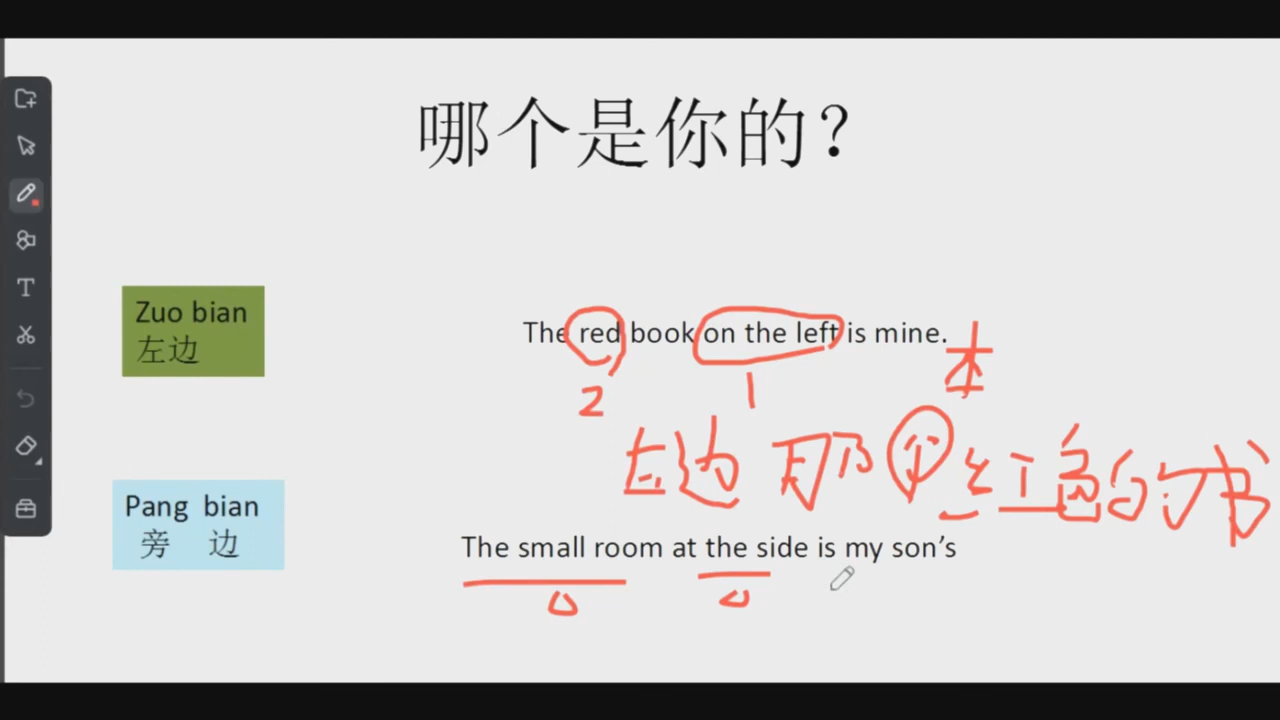 哪个是你的？
Zuo bian
左边
The red book on the left is mine.
本
2
1
左边 那个红色的书
Pang bian
旁 边
The small room at the side is my son’s